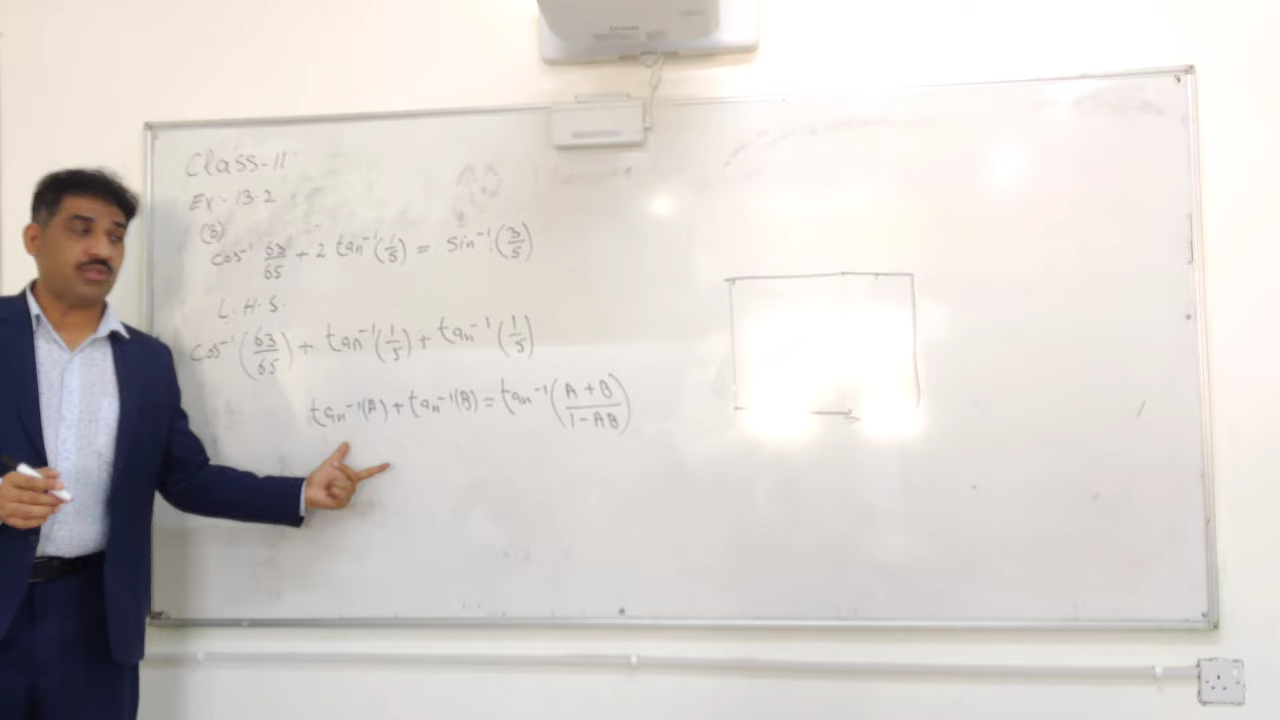 Class-11
Ex:- 13.2
(8)
cos⁻¹ 63/65 + 2 tan⁻¹(1/5) = sin⁻¹(3/5)
L.H.S.
cos⁻¹(63/65) + tan⁻¹(1/5) + tan⁻¹(1/5)
tan⁻¹(A) + tan⁻¹(B) = tan⁻¹(A+B/1-AB)